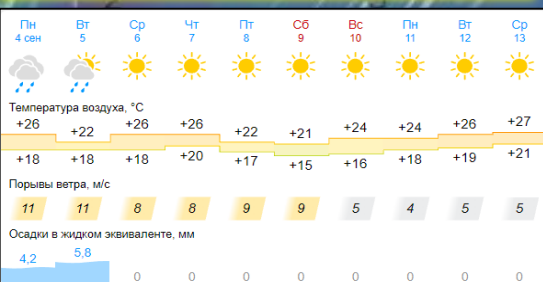 Пн Вт Ср Чт Пт Сб Вс Пн Вт Ср
4 сен 5 6 7 8 9 10 11 12 13
Температура воздуха, °C
+26 +22 +26 +26 +22 +21 +24 +24 +26 +27
+18 +18 +18 +20 +17 +15 +16 +18 +19 +21
Порывы ветра, м/с
11 11 8 8 9 9 5 4 5 5
Осадки в жидком эквиваленте, мм
4,2 5,8 0 0 0 0 0 0 0 0